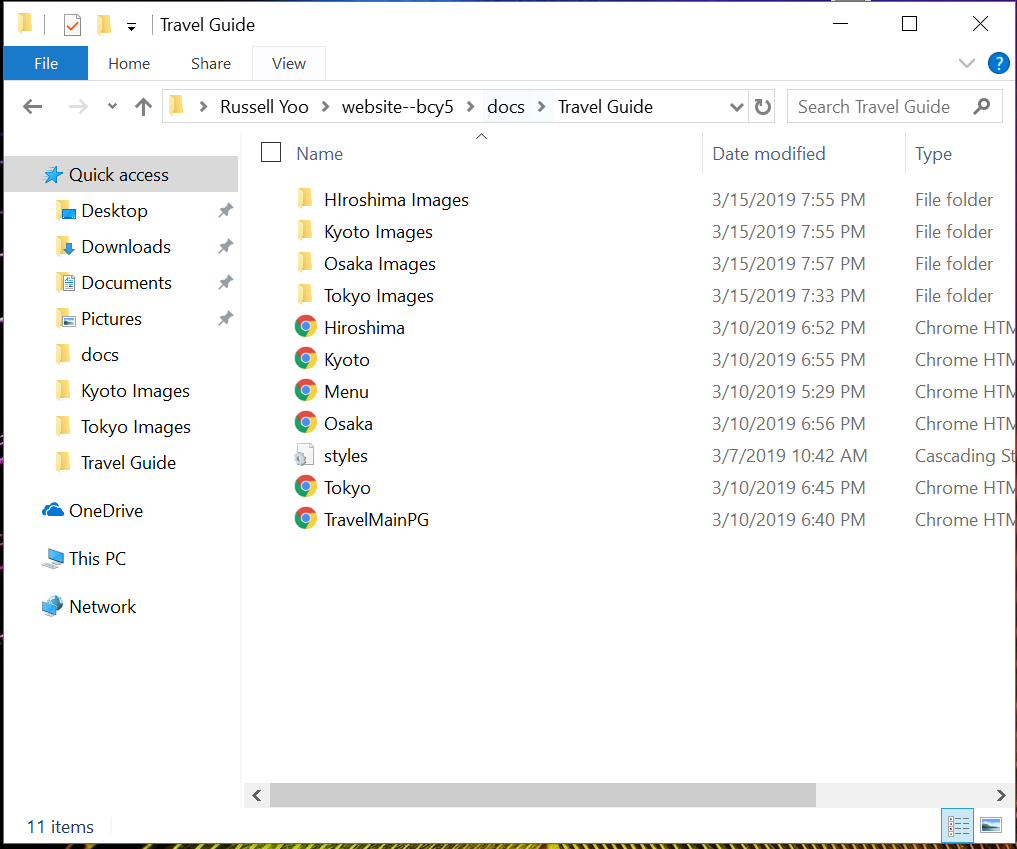 Travel Guide
File Home Share View ?
Russell Yoo website--bcy5 docs Travel Guide Search Travel Guide
Name Date modified Type
Quick access
Desktop
Downloads
Documents
Pictures
docs
Kyoto Images
Tokyo Images
Travel Guide
OneDrive
This PC
Network
HIroshima Images 3/15/2019 7:55 PM File folder
Kyoto Images 3/15/2019 7:55 PM File folder
Osaka Images 3/15/2019 7:57 PM File folder
Tokyo Images 3/15/2019 7:33 PM File folder
Hiroshima 3/10/2019 6:52 PM Chrome HTM
Kyoto 3/10/2019 6:55 PM Chrome HTM
Menu 3/10/2019 5:29 PM Chrome HTM
Osaka 3/10/2019 6:56 PM Chrome HTM
styles 3/7/2019 10:42 AM Cascading St
Tokyo 3/10/2019 6:45 PM Chrome HTM
TravelMainPG 3/10/2019 6:40 PM Chrome HTM
11 items